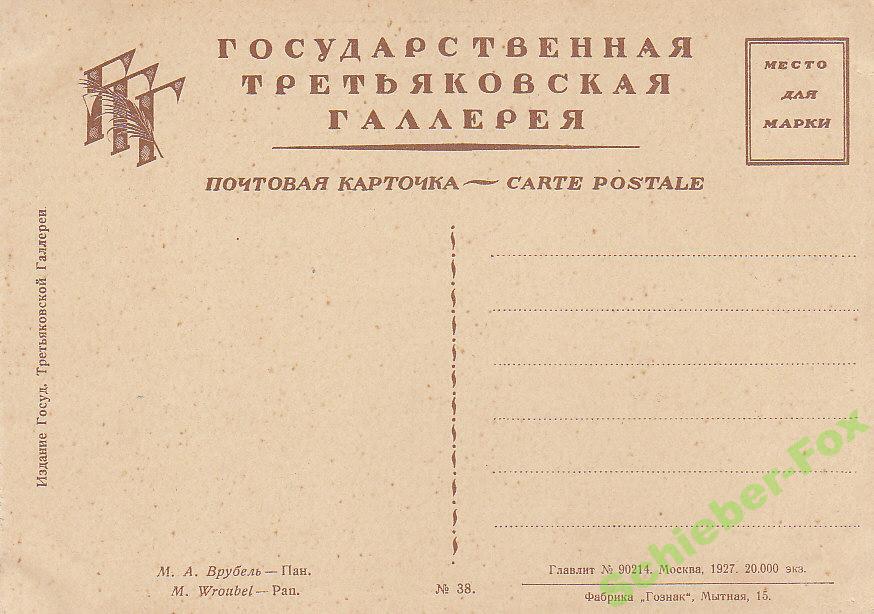 ГОСУДАРСТВЕННАЯ
ТРЕТЬЯКОВСКАЯ
ГАЛЛЕРЕЯ
МЕСТО
ДЛЯ
МАРКИ
ГТГ
ПОЧТОВАЯ КАРТОЧКА — CARTE POSTALE
Издание Госуд. Третьяковской Галлереи
М. А. Врубель — Пан.
M. Wroubel — Pan.
№ 38.
Главлит № 90214. Москва, 1927. 20.000 экз.
Фабрика „Гознак", Мытная, 15.
Schieber-Fox